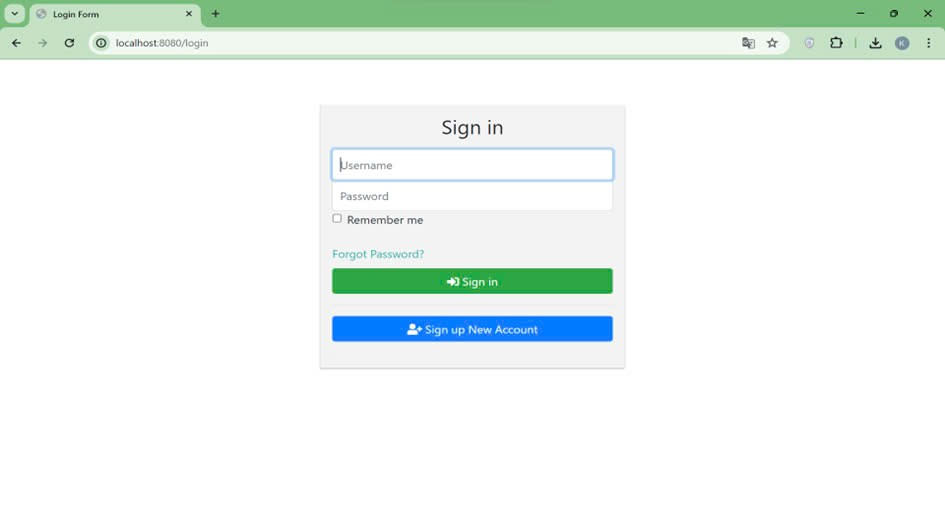 Login Form
localhost:8080/login
K
Sign in
Username
Password
Remember me
Forgot Password?
Sign in
Sign up New Account